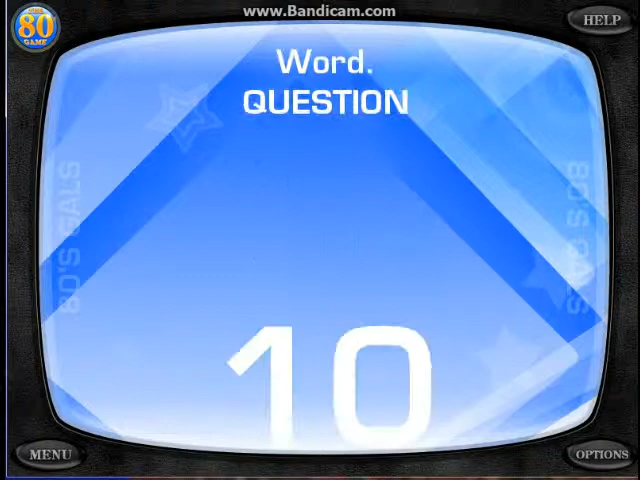 www.Bandicam.com
80
GAME
HELP
Word.
QUESTION
80'S GALS
80'S GALS
10
MENU
OPTIONS